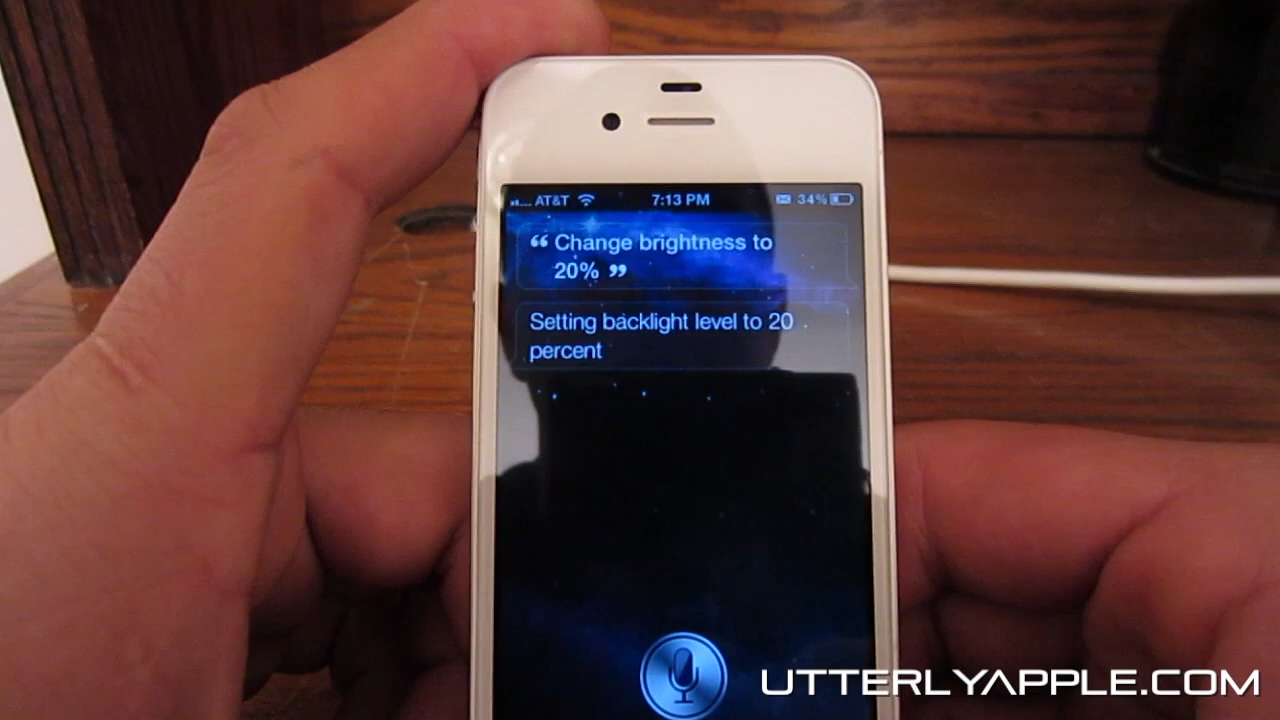 AT&T 7:13 PM 34%
“ Change brightness to
20% ”
Setting backlight level to 20
percent
UTTERLYAPPLE.COM